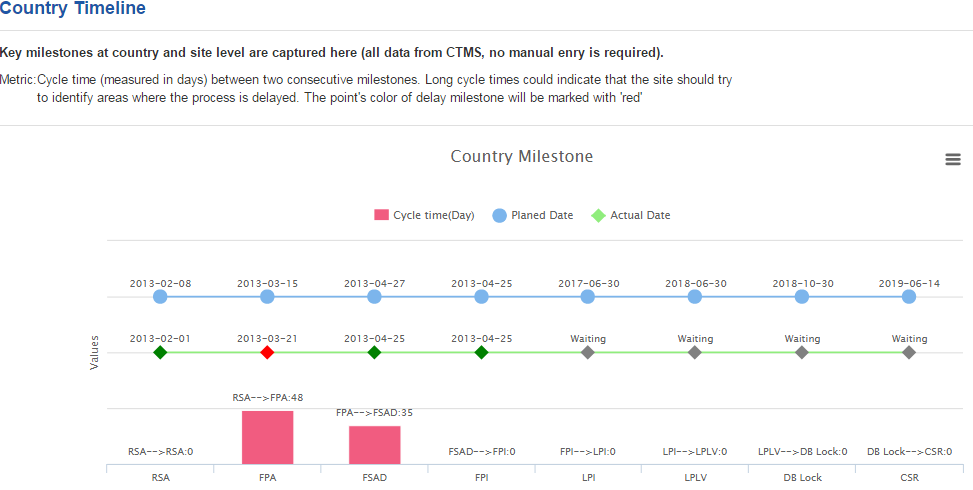 Country Timeline
Key milestones at country and site level are captured here (all data from CTMS, no manual enry is required).
Metric:Cycle time (measured in days) between two consecutive milestones. Long cycle times could indicate that the site should try
to identify areas where the process is delayed. The point's color of delay milestone will be marked with 'red'
Country Milestone
Cycle time(Day) Planed Date Actual Date
2013-02-08 2013-03-15 2013-04-27 2013-04-25 2017-06-30 2018-06-30 2018-10-30 2019-06-14
2013-02-01 2013-03-21 2013-04-25 2013-04-25 Waiting Waiting Waiting Waiting
Values
RSA-->FPA:48
FPA-->FSAD:35
RSA-->RSA:0 FSAD-->FPI:0 FPI-->LPI:0 LPI-->LPLV:0 LPLV-->DB Lock:0 DB Lock-->CSR:0
RSA FPA FSAD FPI LPI LPLV DB Lock CSR